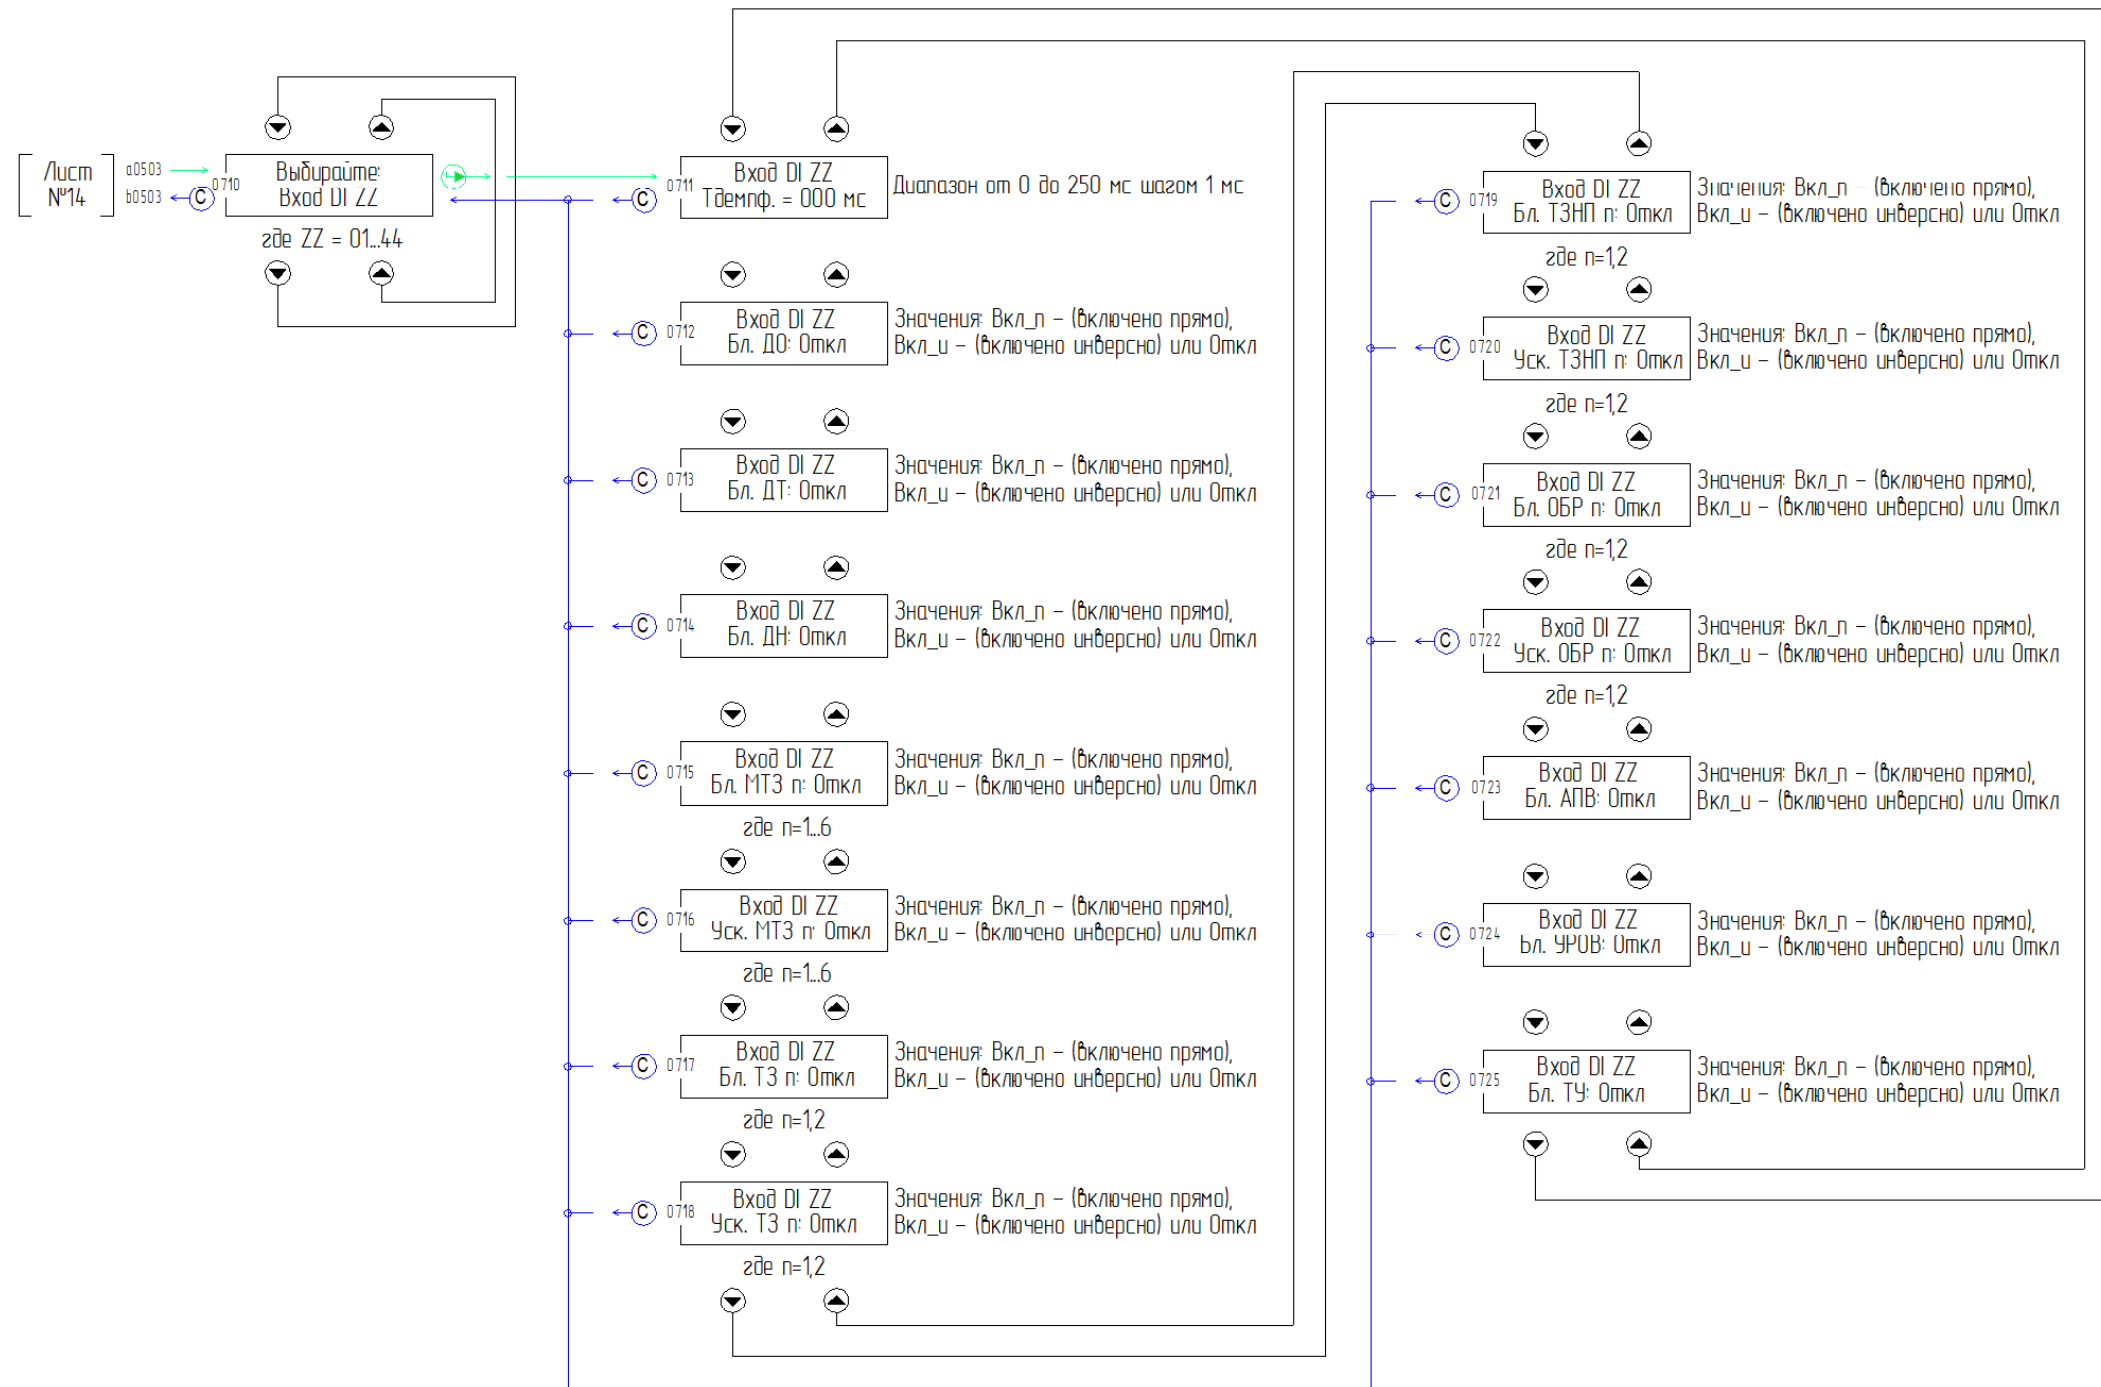 Лист
№14
a0503
b0503
C
0710
Выбирайте:
Вход DI ZZ
где ZZ = 01...44
C
0711
Вход DI ZZ
Тдемпф. = 000 мс
Диапазон от 0 до 250 мс шагом 1 мс
C
0712
Вход DI ZZ
Бл. ДО: Откл
Значения: Вкл_п – (включено прямо),
Вкл_и – (включено инверсно) или Откл
C
0713
Вход DI ZZ
Бл. ДТ: Откл
Значения: Вкл_п – (включено прямо),
Вкл_и – (включено инверсно) или Откл
C
0714
Вход DI ZZ
Бл. ДН: Откл
Значения: Вкл_п – (включено прямо),
Вкл_и – (включено инверсно) или Откл
C
0715
Вход DI ZZ
Бл. МТЗ n: Откл
Значения: Вкл_п – (включено прямо),
Вкл_и – (включено инверсно) или Откл
где n=1...6
C
0716
Вход DI ZZ
Уск. МТЗ n: Откл
Значения: Вкл_п – (включено прямо),
Вкл_и – (включено инверсно) или Откл
где n=1...6
C
0717
Вход DI ZZ
Бл. ТЗ n: Откл
Значения: Вкл_п – (включено прямо),
Вкл_и – (включено инверсно) или Откл
где n=1,2
C
0718
Вход DI ZZ
Уск. ТЗ n: Откл
Значения: Вкл_п – (включено прямо),
Вкл_и – (включено инверсно) или Откл
где n=1,2
C
0719
Вход DI ZZ
Бл. ТЗНП n: Откл
Значения: Вкл_п – (включено прямо),
Вкл_и – (включено инверсно) или Откл
где n=1,2
C
0720
Вход DI ZZ
Уск. ТЗНП n: Откл
Значения: Вкл_п – (включено прямо),
Вкл_и – (включено инверсно) или Откл
где n=1,2
C
0721
Вход DI ZZ
Бл. ОБР n: Откл
Значения: Вкл_п – (включено прямо),
Вкл_и – (включено инверсно) или Откл
где n=1,2
C
0722
Вход DI ZZ
Уск. ОБР n: Откл
Значения: Вкл_п – (включено прямо),
Вкл_и – (включено инверсно) или Откл
где n=1,2
C
0723
Вход DI ZZ
Бл. АПВ: Откл
Значения: Вкл_п – (включено прямо),
Вкл_и – (включено инверсно) или Откл
C
0724
Вход DI ZZ
Бл. УРОВ: Откл
Значения: Вкл_п – (включено прямо),
Вкл_и – (включено инверсно) или Откл
C
0725
Вход DI ZZ
Бл. ТУ: Откл
Значения: Вкл_п – (включено прямо),
Вкл_и – (включено инверсно) или Откл